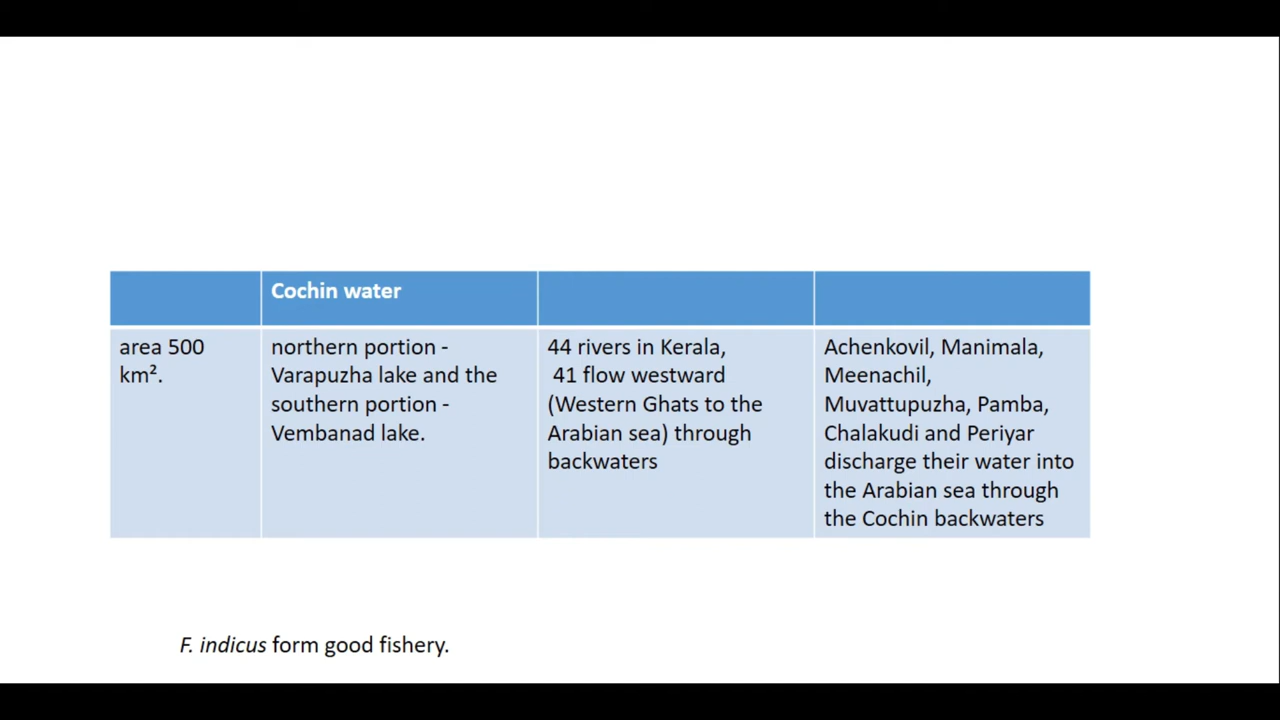 Cochin water
area 500
km².
northern portion -
Varapuzha lake and the
southern portion -
Vembanad lake.
44 rivers in Kerala,
41 flow westward
(Western Ghats to the
Arabian sea) through
backwaters
Achenkovil, Manimala,
Meenachil,
Muvattupuzha, Pamba,
Chalakudi and Periyar
discharge their water into
the Arabian sea through
the Cochin backwaters
F. indicus form good fishery.